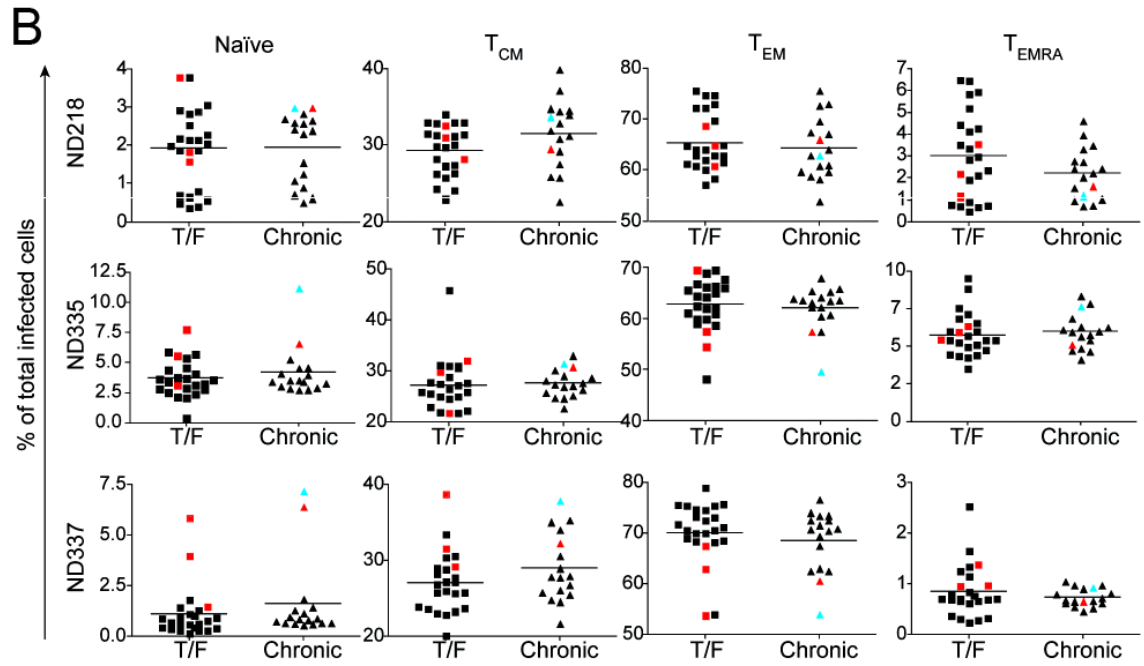 B
Naïve
T_CM
T_EM
T_EMRA
% of total infected cells
ND218
4
3
2
1
0
T/F
Chronic
40
30
20
T/F
Chronic
80
70
60
50
T/F
Chronic
7
6
5
4
3
2
1
0
T/F
Chronic
ND335
12.5
10.0
7.5
5.0
2.5
0.0
T/F
Chronic
50
40
30
20
T/F
Chronic
70
60
50
40
T/F
Chronic
10
7
5
2
0
T/F
Chronic
ND337
7.5
5.0
2.5
0.0
T/F
Chronic
40
30
20
T/F
Chronic
80
70
60
50
T/F
Chronic
3
2
1
0
T/F
Chronic